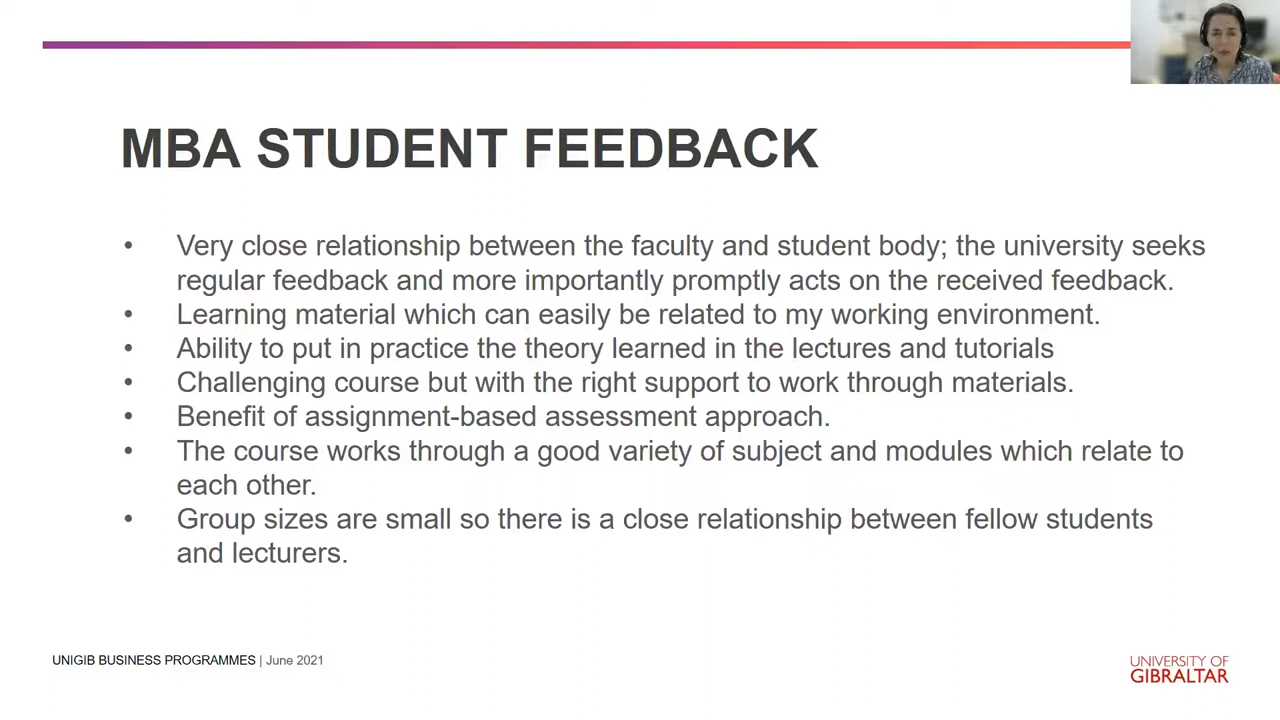 MBA STUDENT FEEDBACK
• Very close relationship between the faculty and student body; the university seeks
regular feedback and more importantly promptly acts on the received feedback.
• Learning material which can easily be related to my working environment.
• Ability to put in practice the theory learned in the lectures and tutorials
• Challenging course but with the right support to work through materials.
• Benefit of assignment-based assessment approach.
• The course works through a good variety of subject and modules which relate to
each other.
• Group sizes are small so there is a close relationship between fellow students
and lecturers.
UNIGIB BUSINESS PROGRAMMES | June 2021
UNIVERSITY OF
GIBRALTAR